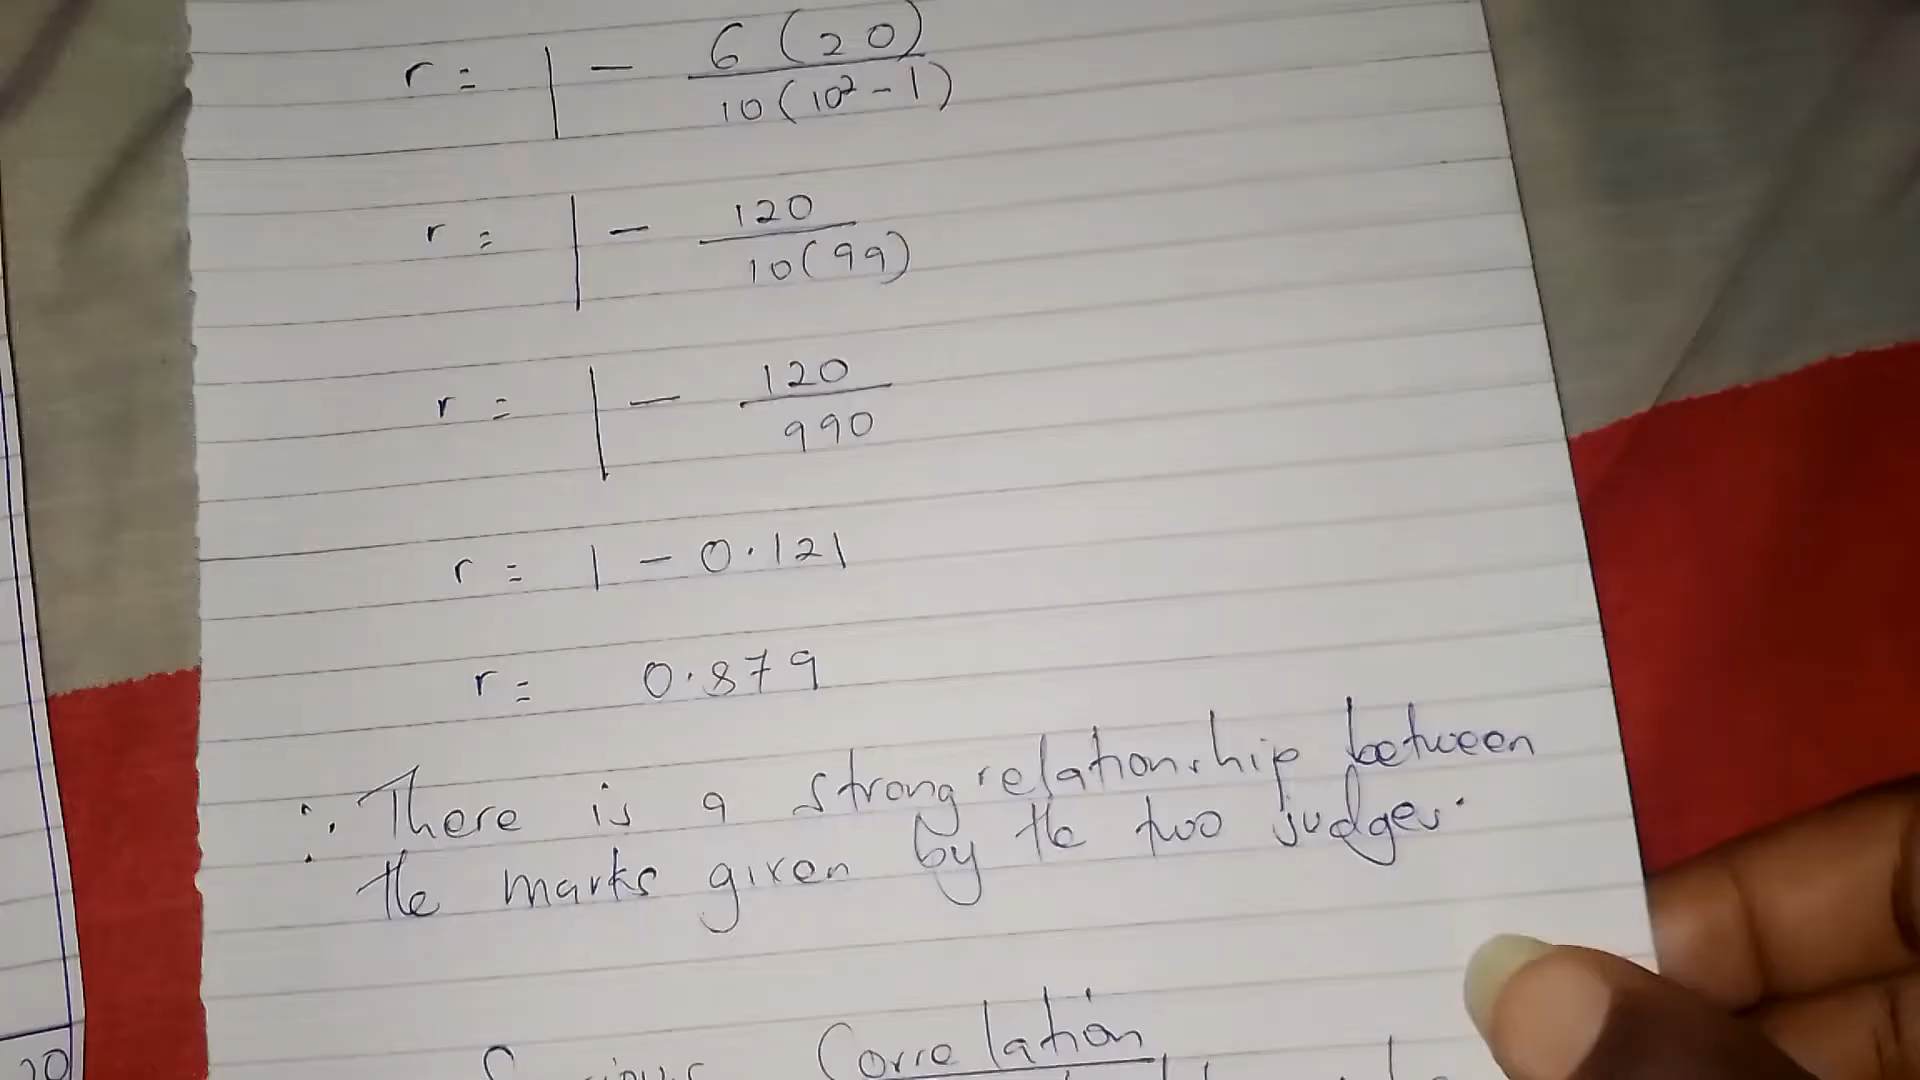 r = 1 - 6(20)
10(10² - 1)
r = 1 - 120
10(99)
r = 1 - 120
990
r = 1 - 0.121
r = 0.879
∴ There is a strong relationship between
the marks given by the two judges.
Correlation
20